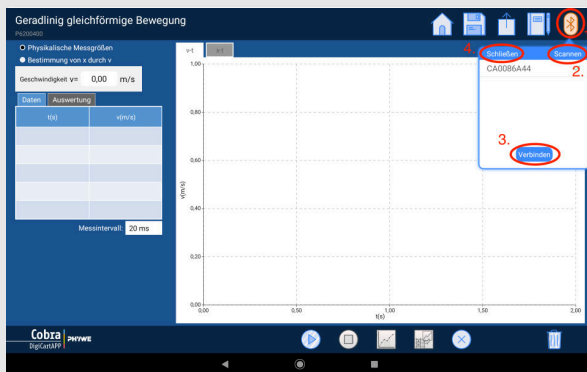 Geradlinig gleichförmige Bewegung
P6200400
Physikalische Messgrößen
Bestimmung von x durch v
Geschwindigkeit v= 0,00 m/s
Daten Auswertung
t(s) v(m/s)
Messintervall: 20 ms
v-t x-t
1,00
0,80
0,60
0,40
0,20
0,00
v(m/s)
0,00 0,50 1,00 1,50 2,00
t(s)
4. Schließen Scannen
2.
CA0086A44
3.
Verbinden
Cobra PHYWE
DigiCartAPP